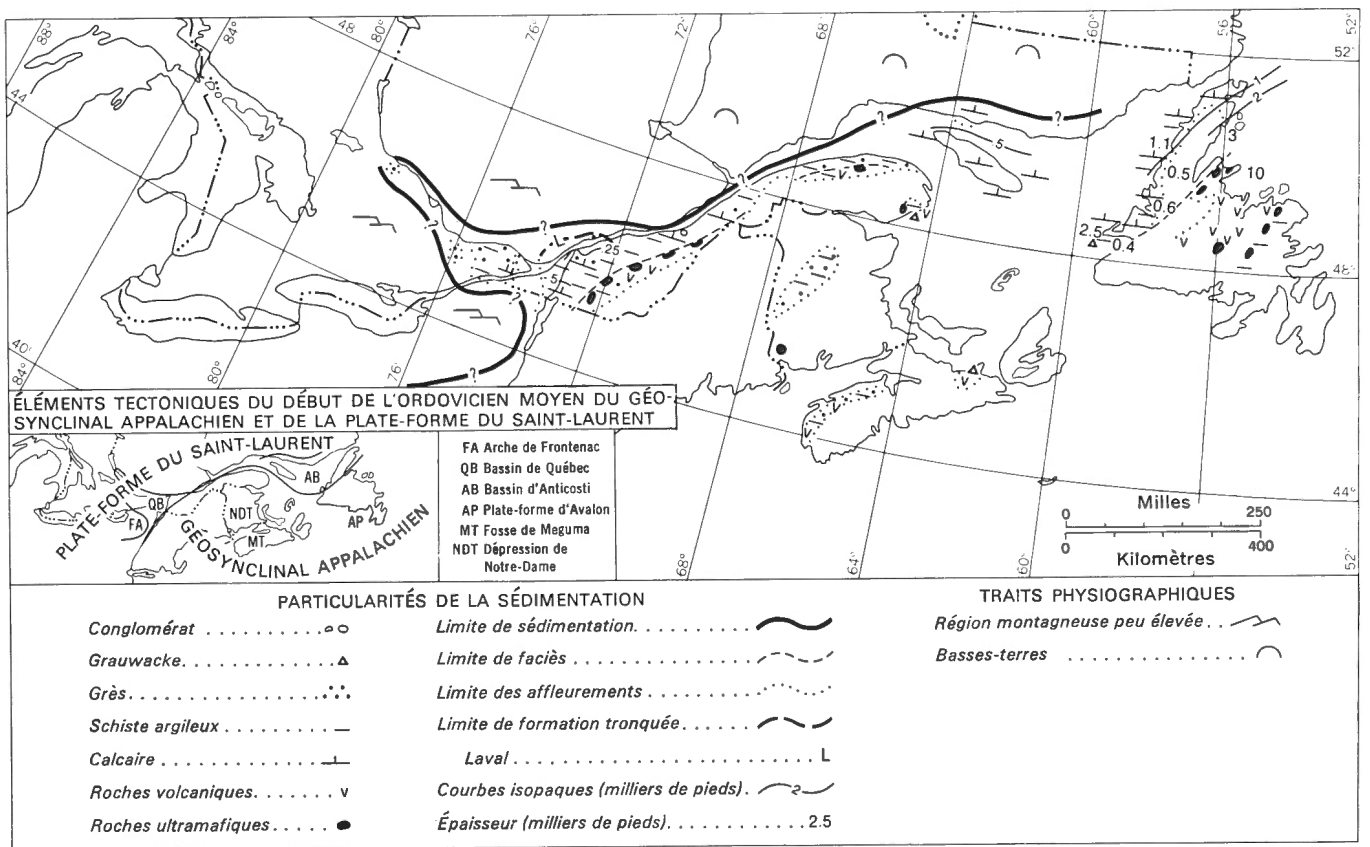 88°
84°
80°
48
76°
72°
68°
60°
56
52°
52°
44
40°
84°
80°
76°
48°
44°
68°
64°
60°
52°
?
?
?
?
?
?
?
?
?
1
2
3
10
1.1
0.5
0.6
2.5
0.4
.5
.5
.25
L
V
ÉLÉMENTS TECTONIQUES DU DÉBUT DE L'ORDOVICIEN MOYEN DU GÉO-
SYNCLINAL APPALACHIEN ET DE LA PLATE-FORME DU SAINT-LAURENT
PLATE-FORME DU SAINT-LAURENT
GÉOSYNCLINAL APPALACHIEN
FA
QB
AB
NDT
MT
AP
FA Arche de Frontenac
QB Bassin de Québec
AB Bassin d'Anticosti
AP Plate-forme d'Avalon
MT Fosse de Meguma
NDT Dépression de
Notre-Dame
Milles
0 250
0 400
Kilomètres
PARTICULARITÉS DE LA SÉDIMENTATION
Conglomérat . . . . . . . . . .
Grauwacke. . . . . . . . . . . .
Grès. . . . . . . . . . . . . . . .
Schiste argileux . . . . . . . . .
Calcaire . . . . . . . . . . . . .
Roches volcaniques. . . . . . . v
Roches ultramafiques . . . . .
Limite de sédimentation. . . . . . . . . .
Limite de faciès . . . . . . . . . . . . . .
Limite des affleurements . . . . . . . . .
Limite de formation tronquée . . . . . .
Laval . . . . . . . . . . . . . . . . . . . L
Courbes isopaques (milliers de pieds). 2
Épaisseur (milliers de pieds). . . . . . . . . . . 2.5
TRAITS PHYSIOGRAPHIQUES
Région montagneuse peu élevée . .
Basses-terres . . . . . . . . . . . . .